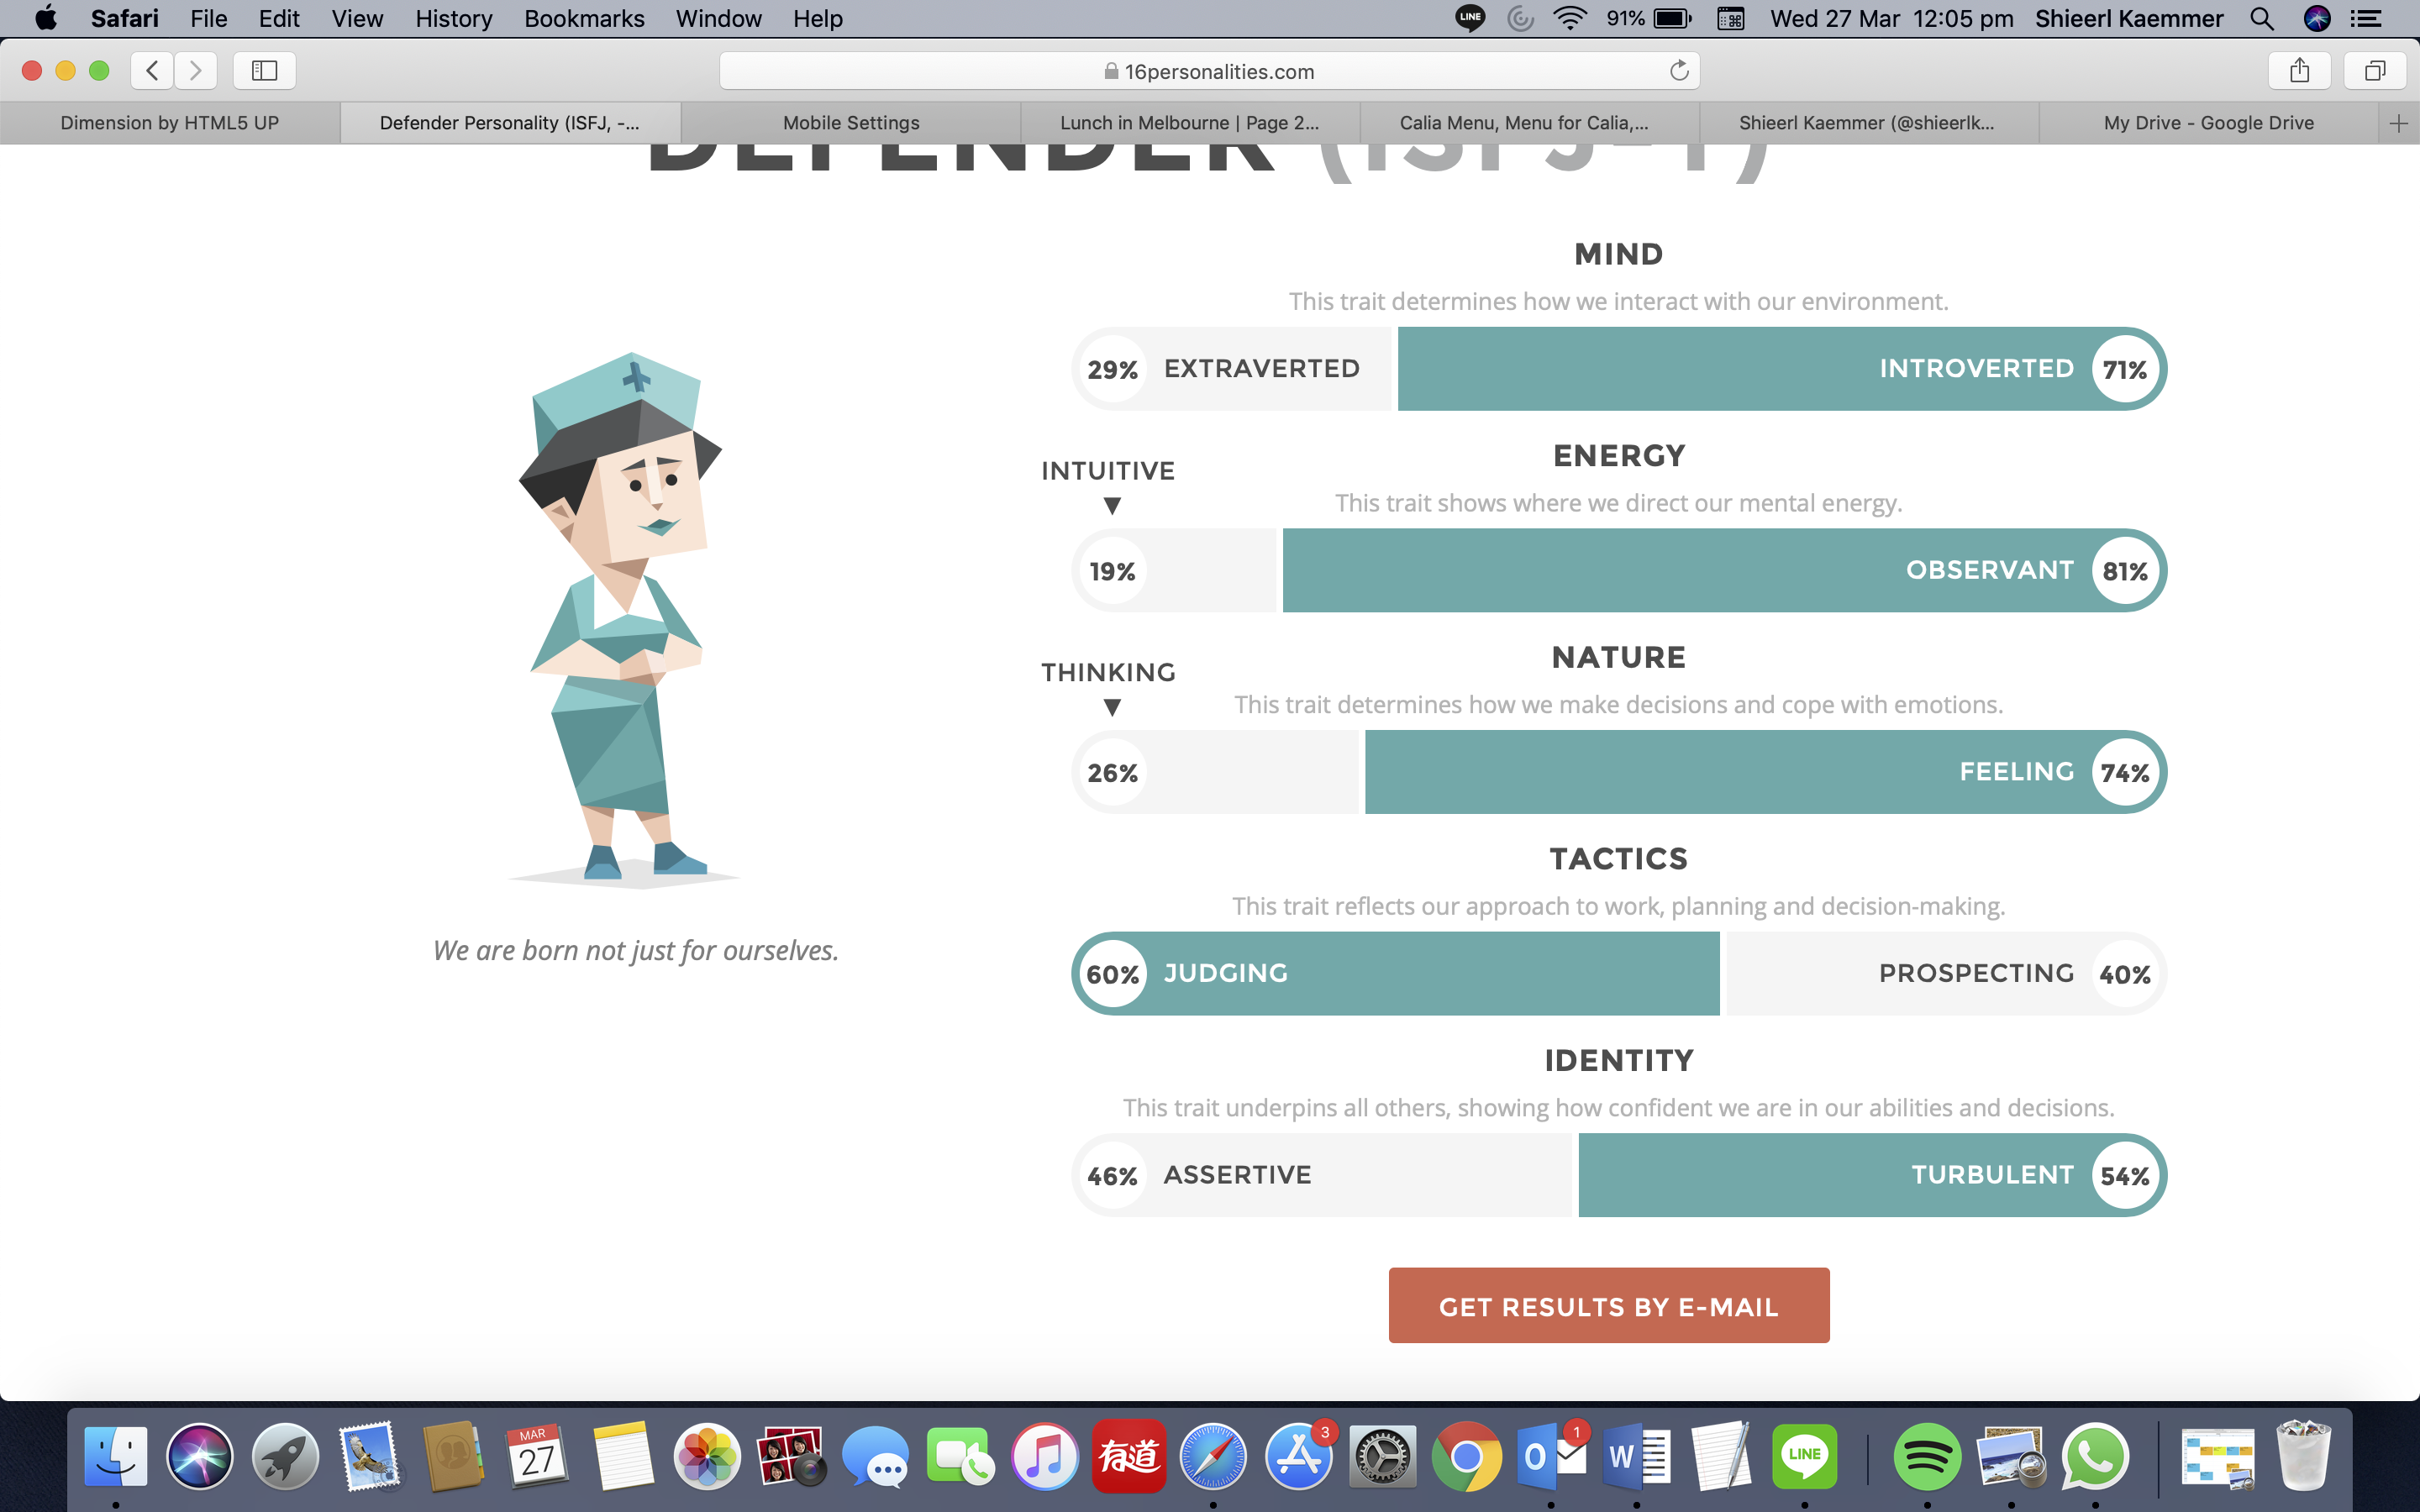 Safari File Edit View History Bookmarks Window Help LINE 91% Wed 27 Mar 12:05 pm Shieerl Kaemmer
16personalities.com
Dimension by HTML5 UP Defender Personality (ISFJ, -... Mobile Settings Lunch in Melbourne | Page 2... Calia Menu, Menu for Calia,... Shieerl Kaemmer (@shieerlk... My Drive - Google Drive
DEFENDER (ISFJ-T)
MIND
This trait determines how we interact with our environment.
29% EXTRAVERTED INTROVERTED 71%
ENERGY
INTUITIVE
This trait shows where we direct our mental energy.
19% OBSERVANT 81%
NATURE
THINKING
This trait determines how we make decisions and cope with emotions.
26% FEELING 74%
TACTICS
This trait reflects our approach to work, planning and decision-making.
60% JUDGING PROSPECTING 40%
We are born not just for ourselves.
IDENTITY
This trait underpins all others, showing how confident we are in our abilities and decisions.
46% ASSERTIVE TURBULENT 54%
GET RESULTS BY E-MAIL
MAR
27
有道
3
O
1
W
LINE